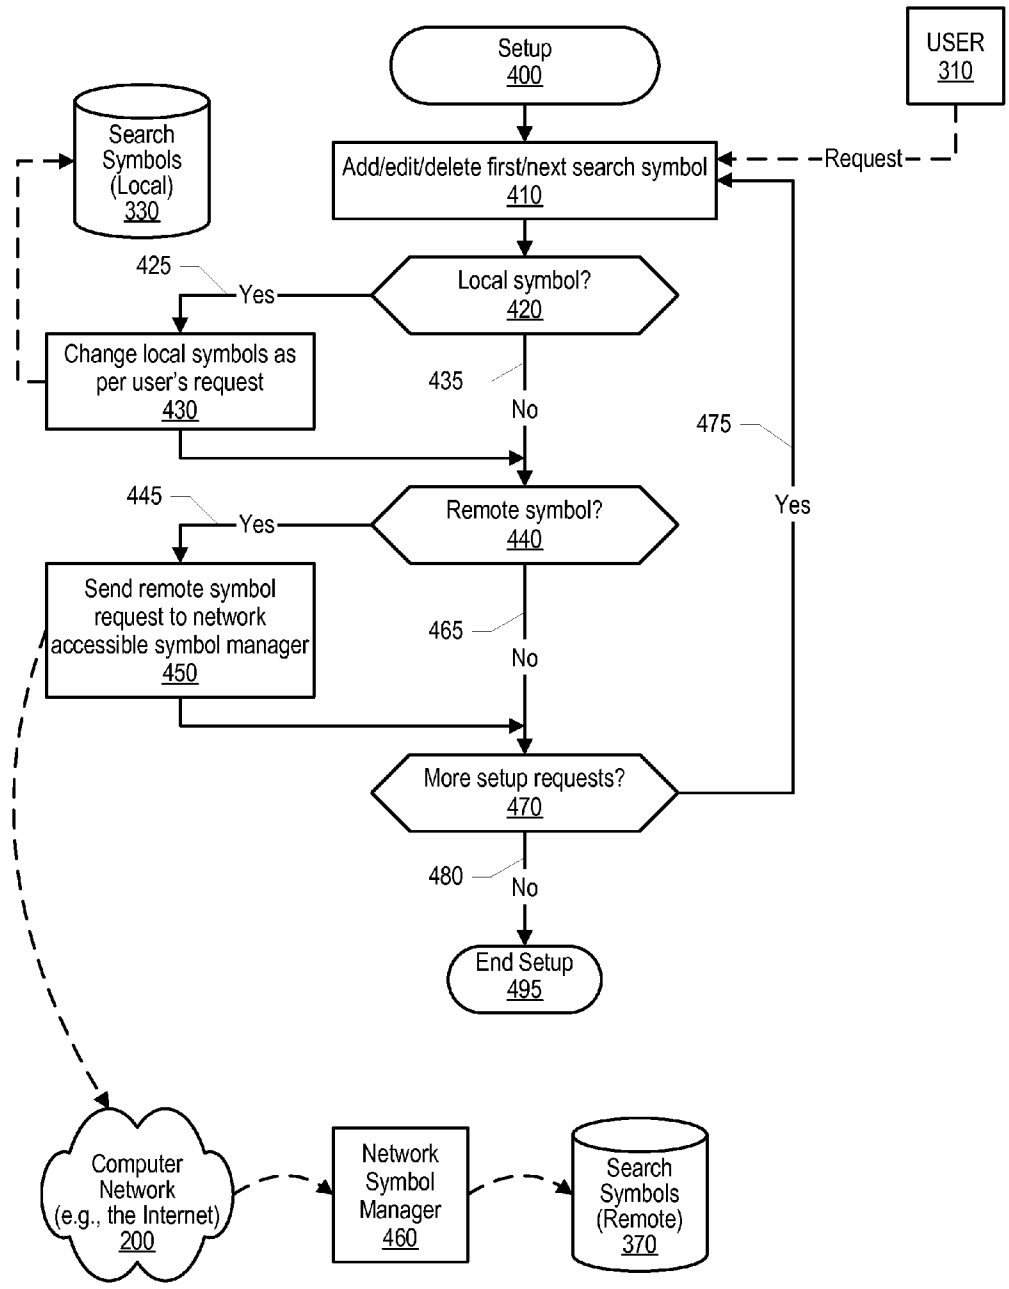 Setup
400
USER
310
Search
Symbols
(Local)
330
Add/edit/delete first/next search symbol
410
Request
425
Yes
Local symbol?
420
Change local symbols as
per user's request
430
435
No
475
Yes
445
Yes
Remote symbol?
440
Send remote symbol
request to network
accessible symbol manager
450
465
No
More setup requests?
470
480
No
End Setup
495
Computer
Network
(e.g., the Internet)
200
Network
Symbol
Manager
460
Search
Symbols
(Remote)
370